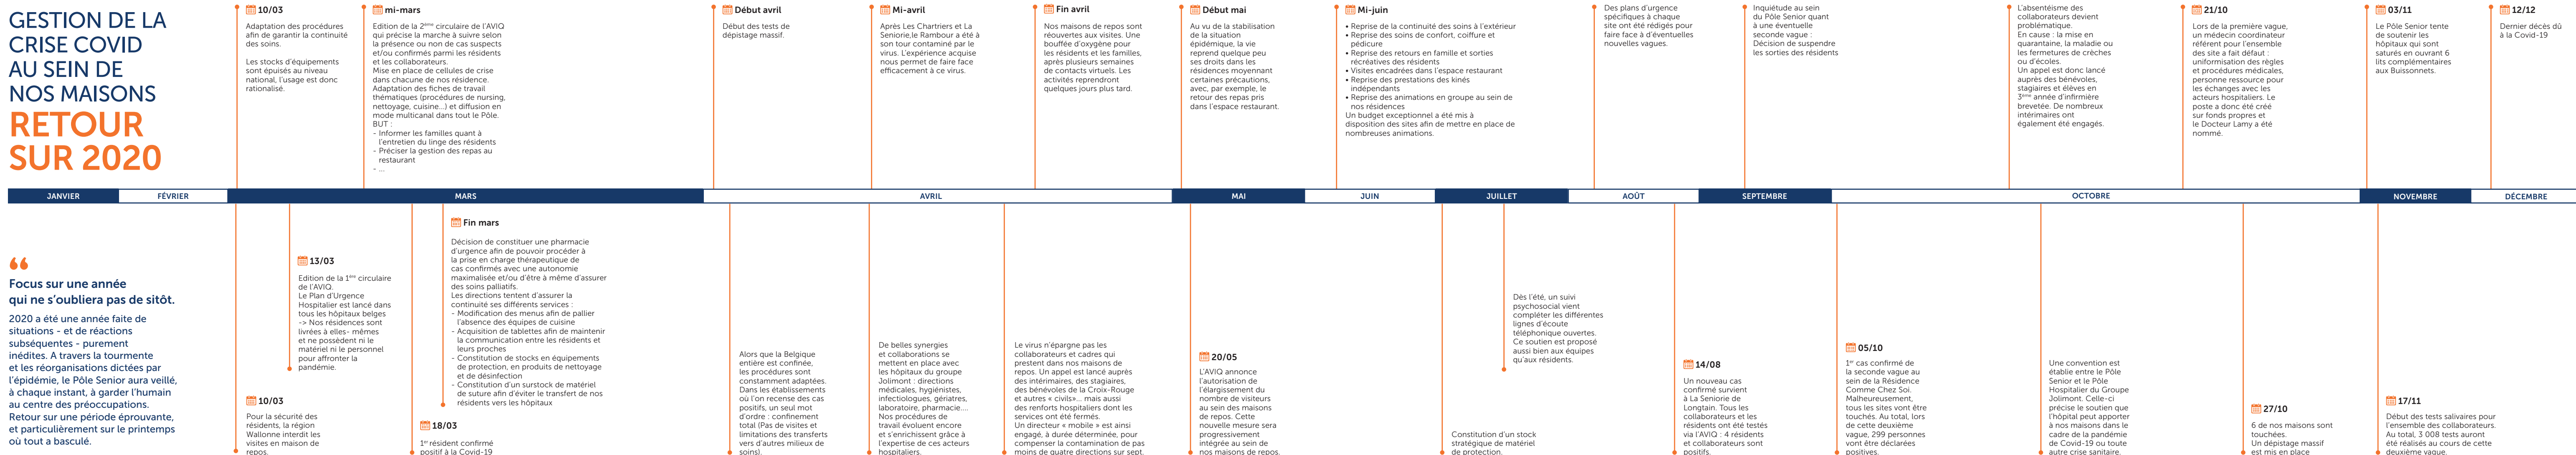 GESTION DE LA
CRISE COVID
AU SEIN DE
NOS MAISONS
RETOUR
SUR 2020
10/03
Adaptation des procédures
afin de garantir la continuité
des soins.
Les stocks d'équipements
sont épuisés au niveau
national, l'usage est donc
rationalisé.
mi-mars
Edition de la 2ème circulaire de l'AVIQ
qui précise la marche à suivre selon
la présence ou non de cas suspects
et/ou confirmés parmi les résidents
et les collaborateurs.
Mise en place de cellules de crise
dans chacune de nos résidence.
Adaptation des fiches de travail
thématiques (procédures de nursing,
nettoyage, cuisine...) et diffusion en
mode multicanal dans tout le Pôle.
BUT :
- Informer les familles quant à
l'entretien du linge des résidents
- Préciser la gestion des repas au
restaurant
- ...
Début avril
Début des tests de
dépistage massif.
Mi-avril
Après Les Chartriers et La
Seniorie,le Rambour a été à
son tour contaminé par le
virus. L'expérience acquise
nous permet de faire face
efficacement à ce virus.
Fin avril
Nos maisons de repos sont
réouvertes aux visites. Une
bouffée d'oxygène pour
les résidents et les familles,
après plusieurs semaines
de contacts virtuels. Les
activités reprendront
quelques jours plus tard.
Début mai
Au vu de la stabilisation
de la situation
épidémique, la vie
reprend quelque peu
ses droits dans les
résidences moyennant
certaines précautions,
avec, par exemple, le
retour des repas pris
dans l'espace restaurant.
Mi-juin
• Reprise de la continuité des soins à l'extérieur
• Reprise des soins de confort, coiffure et
pédicure
• Reprise des retours en famille et sorties
récréatives des résidents
• Visites encadrées dans l'espace restaurant
• Reprise des prestations des kinés
indépendants
• Reprise des animations en groupe au sein de
nos résidences
Un budget exceptionnel a été mis à
disposition des sites afin de mettre en place de
nombreuses animations.
Des plans d'urgence
spécifiques à chaque
site ont été rédigés pour
faire face à d'éventuelles
nouvelles vagues.
Inquiétude au sein
du Pôle Senior quant
à une éventuelle
seconde vague :
Décision de suspendre
les sorties des résidents
L'absentéisme des
collaborateurs devient
problématique.
En cause : la mise en
quarantaine, la maladie ou
les fermetures de crèches
ou d'écoles.
Un appel est donc lancé
auprès des bénévoles,
stagiaires et élèves en
3ème année d'infirmière
brevetée. De nombreux
intérimaires ont
également été engagés.
21/10
Lors de la première vague,
un médecin coordinateur
référent pour l'ensemble
des site a fait défaut :
uniformisation des règles
et procédures médicales,
personne ressource pour
les échanges avec les
acteurs hospitaliers. Le
poste a donc été créé
sur fonds propres et
le Docteur Lamy a été
nommé.
03/11
Le Pôle Senior tente
de soutenir les
hôpitaux qui sont
saturés en ouvrant 6
lits complémentaires
aux Buissonnets.
12/12
Dernier décès dû
à la Covid-19
JANVIER
FÉVRIER
MARS
AVRIL
MAI
JUIN
JUILLET
AOÛT
SEPTEMBRE
OCTOBRE
NOVEMBRE
DÉCEMBRE
“
Focus sur une année
qui ne s'oubliera pas de sitôt.
2020 a été une année faite de
situations - et de réactions
subséquentes - purement
inédites. A travers la tourmente
et les réorganisations dictées par
l'épidémie, le Pôle Senior aura veillé,
à chaque instant, à garder l'humain
au centre des préoccupations.
Retour sur une période éprouvante,
et particulièrement sur le printemps
où tout a basculé.
10/03
Pour la sécurité des
résidents, la région
Wallonne interdit les
visites en maison de
repos.
13/03
Edition de la 1ère circulaire
de l'AVIQ.
Le Plan d'Urgence
Hospitalier est lancé dans
tous les hôpitaux belges
-> Nos résidences sont
livrées à elles- mêmes
et ne possèdent ni le
matériel ni le personnel
pour affronter la
pandémie.
18/03
1er résident confirmé
positif à la Covid-19
Fin mars
Décision de constituer une pharmacie
d'urgence afin de pouvoir procéder à
la prise en charge thérapeutique de
cas confirmés avec une autonomie
maximalisée et/ou d'être à même d'assurer
des soins palliatifs.
Les directions tentent d'assurer la
continuité ses différents services :
- Modification des menus afin de pallier
l'absence des équipes de cuisine
- Acquisition de tablettes afin de maintenir
la communication entre les résidents et
leurs proches
- Constitution de stocks en équipements
de protection, en produits de nettoyage
et de désinfection
- Constitution d'un surstock de matériel
de suture afin d'éviter le transfert de nos
résidents vers les hôpitaux
Alors que la Belgique
entière est confinée,
les procédures sont
constamment adaptées.
Dans les établissements
où l'on recense des cas
positifs, un seul mot
d'ordre : confinement
total (Pas de visites et
limitations des transferts
vers d'autres milieux de
soins).
De belles synergies
et collaborations se
mettent en place avec
les hôpitaux du groupe
Jolimont : directions
médicales, hygiénistes,
infectiologues, gériatres,
laboratoire, pharmacie....
Nos procédures de
travail évoluent encore
et s'enrichissent grâce à
l'expertise de ces acteurs
hospitaliers.
Le virus n'épargne pas les
collaborateurs et cadres qui
prestent dans nos maisons de
repos. Un appel est lancé auprès
des intérimaires, des stagiaires,
des bénévoles de la Croix-Rouge
et autres « civils»... mais aussi
des renforts hospitaliers dont les
services ont été fermés.
Un directeur « mobile » est ainsi
engagé, à durée déterminée, pour
compenser la contamination de pas
moins de quatre directions sur sept.
20/05
L'AVIQ annonce
l'autorisation de
l'élargissement du
nombre de visiteurs
au sein des maisons
de repos. Cette
nouvelle mesure sera
progressivement
intégrée au sein de
nos maisons de repos.
Constitution d'un stock
stratégique de matériel
de protection.
Dès l'été, un suivi
psychosocial vient
compléter les différentes
lignes d'écoute
téléphonique ouvertes.
Ce soutien est proposé
aussi bien aux équipes
qu'aux résidents.
14/08
Un nouveau cas
confirmé survient
à La Seniorie de
Longtain. Tous les
collaborateurs et les
résidents ont été testés
via l'AVIQ : 4 résidents
et collaborateurs sont
positifs.
05/10
1er cas confirmé de
la seconde vague au
sein de la Résidence
Comme Chez Soi.
Malheureusement,
tous les sites vont être
touchés. Au total, lors
de cette deuxième
vague, 299 personnes
vont être déclarées
positives.
Une convention est
établie entre le Pôle
Senior et le Pôle
Hospitalier du Groupe
Jolimont. Celle-ci
précise le soutien que
l'hôpital peut apporter
à nos maisons dans le
cadre de la pandémie
de Covid-19 ou toute
autre crise sanitaire.
27/10
6 de nos maisons sont
touchées.
Un dépistage massif
est mis en place
17/11
Début des tests salivaires pour
l'ensemble des collaborateurs.
Au total, 3 008 tests auront
été réalisés au cours de cette
deuxième vague.